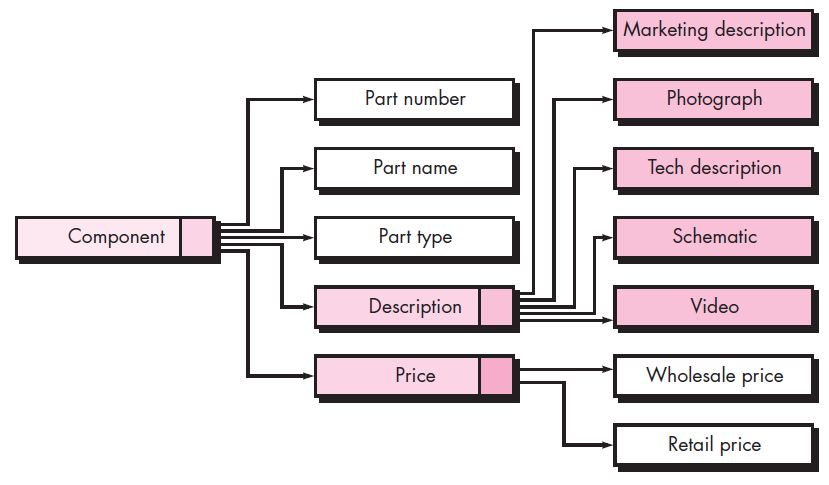 Marketing description
Part number
Photograph
Part name
Tech description
Component
Part type
Schematic
Description
Video
Price
Wholesale price
Retail price